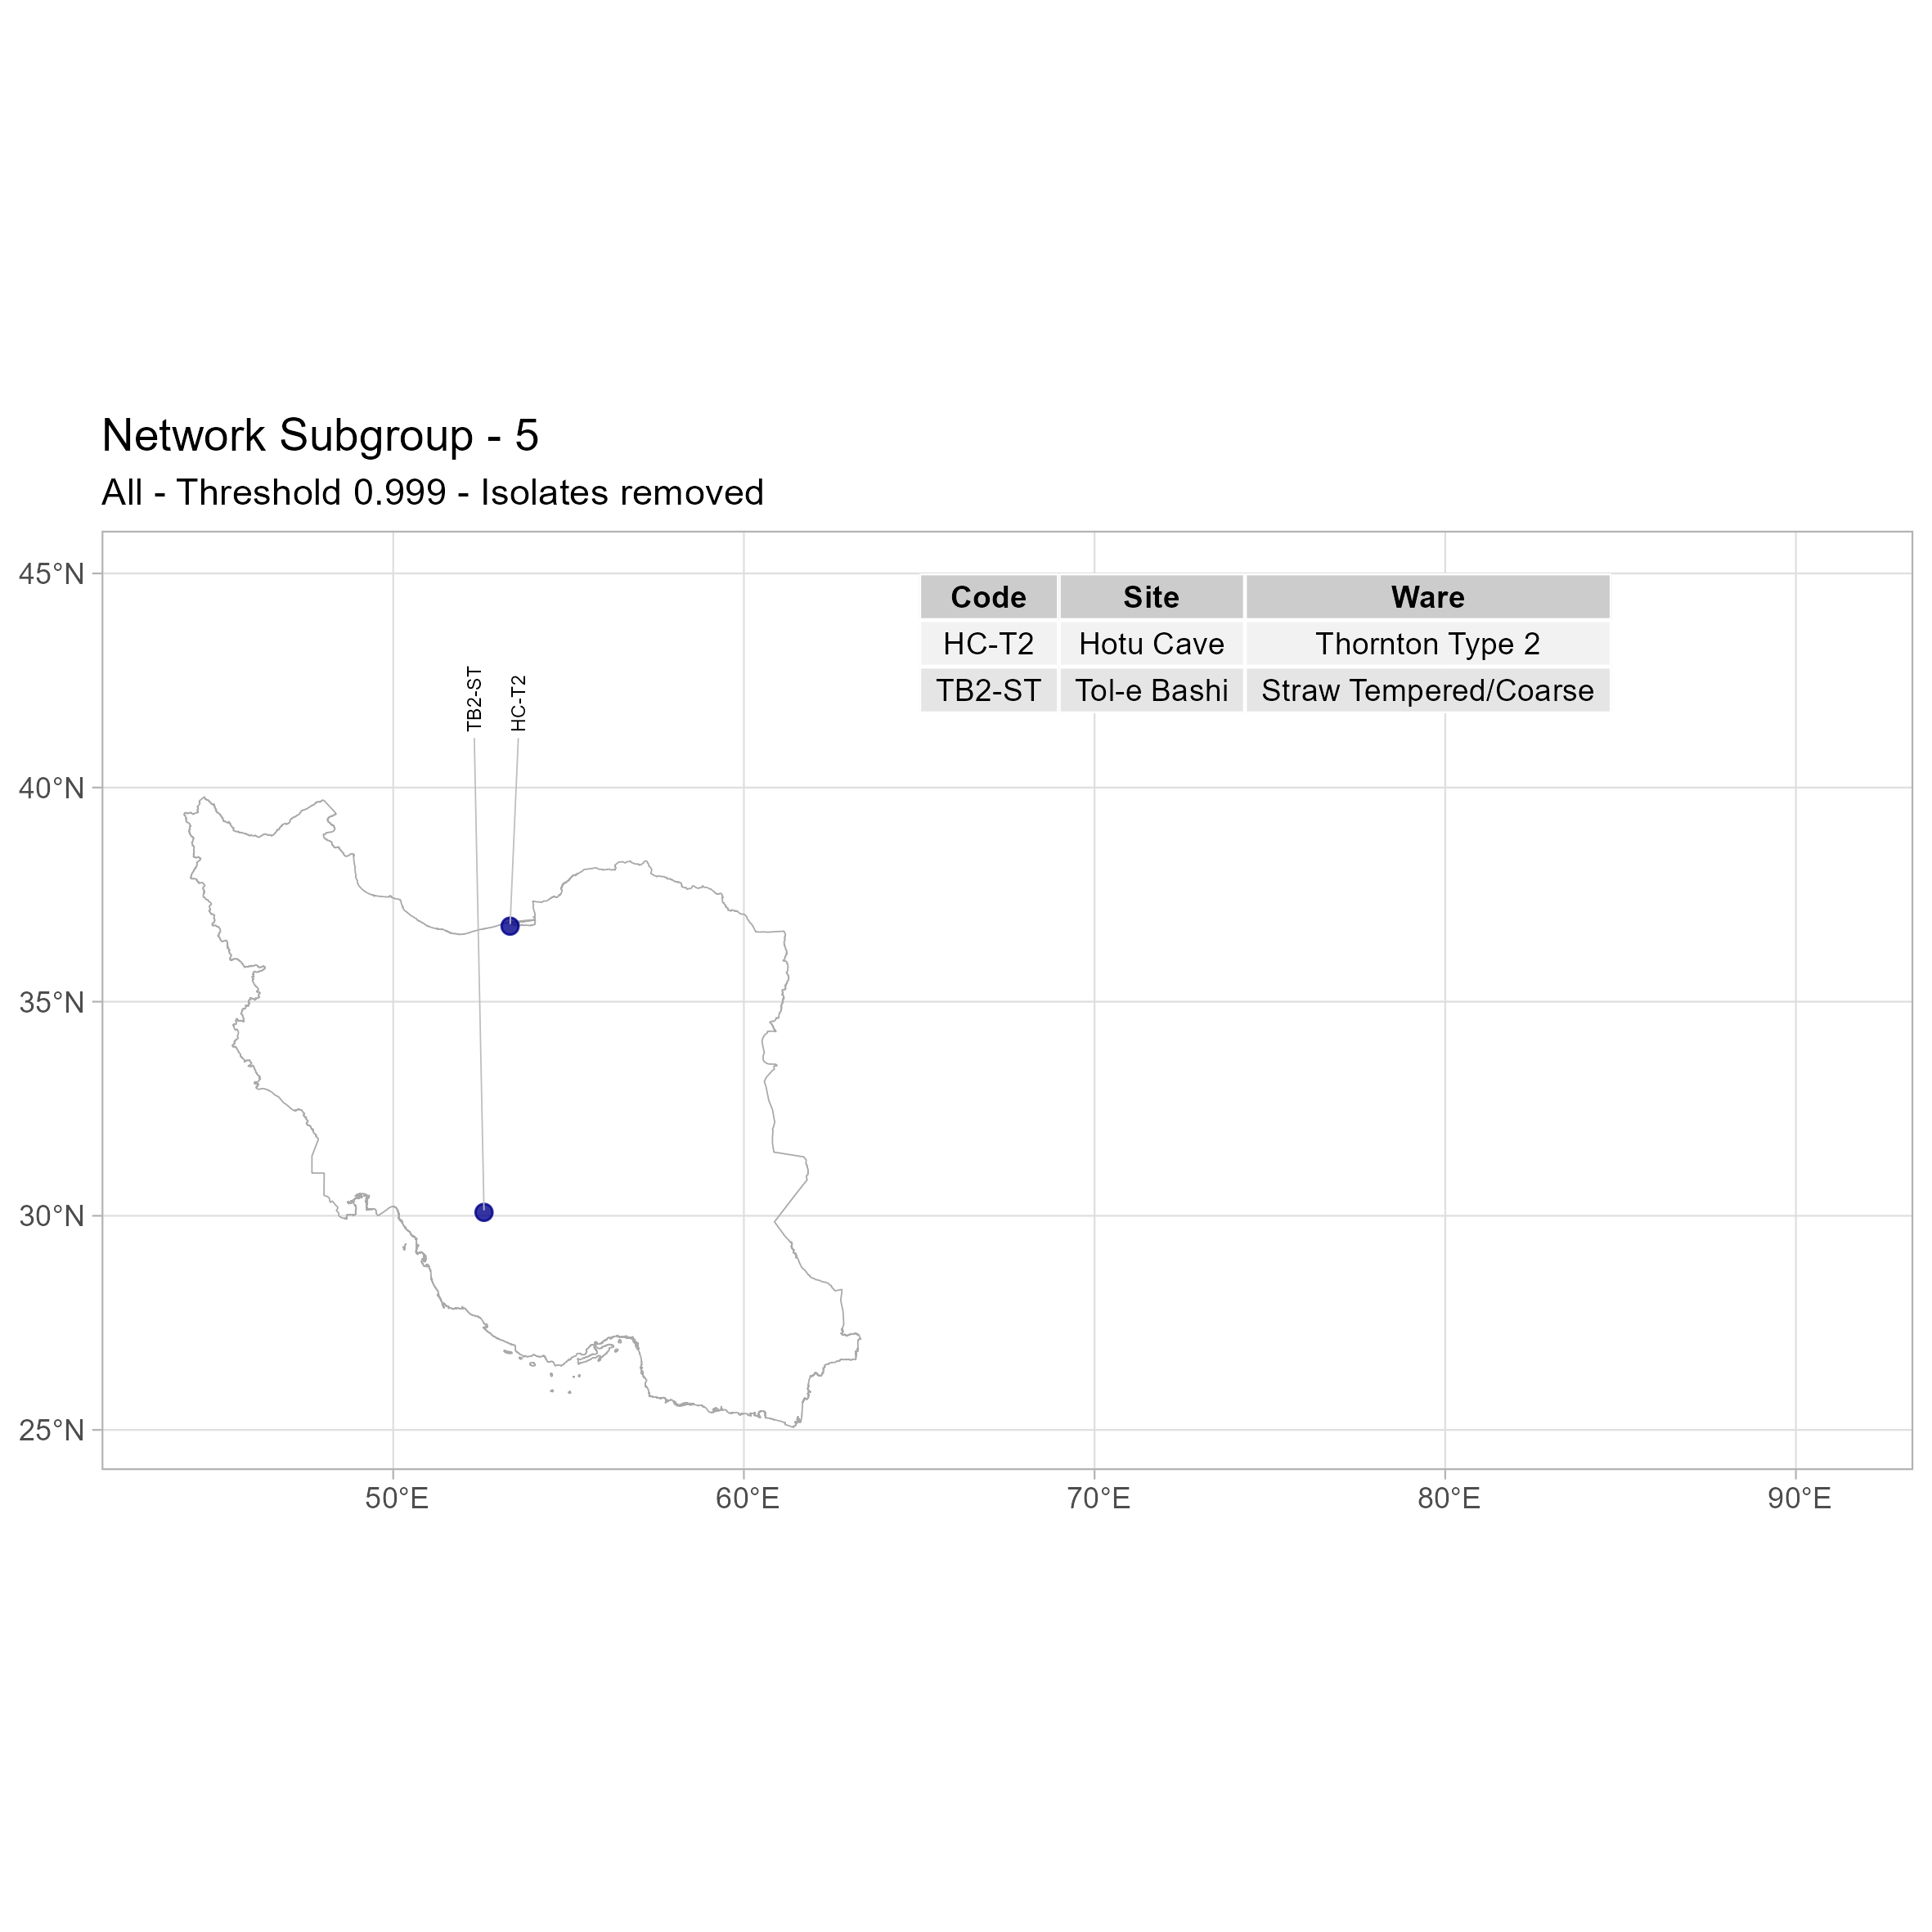 Network Subgroup - 5
All - Threshold 0.999 - Isolates removed
45°N
40°N
35°N
30°N
25°N
Code Site Ware
HC-T2 Hotu Cave Thornton Type 2
TB2-ST Tol-e Bashi Straw Tempered/Coarse
TB2-ST
HC-T2
50°E 60°E 70°E 80°E 90°E